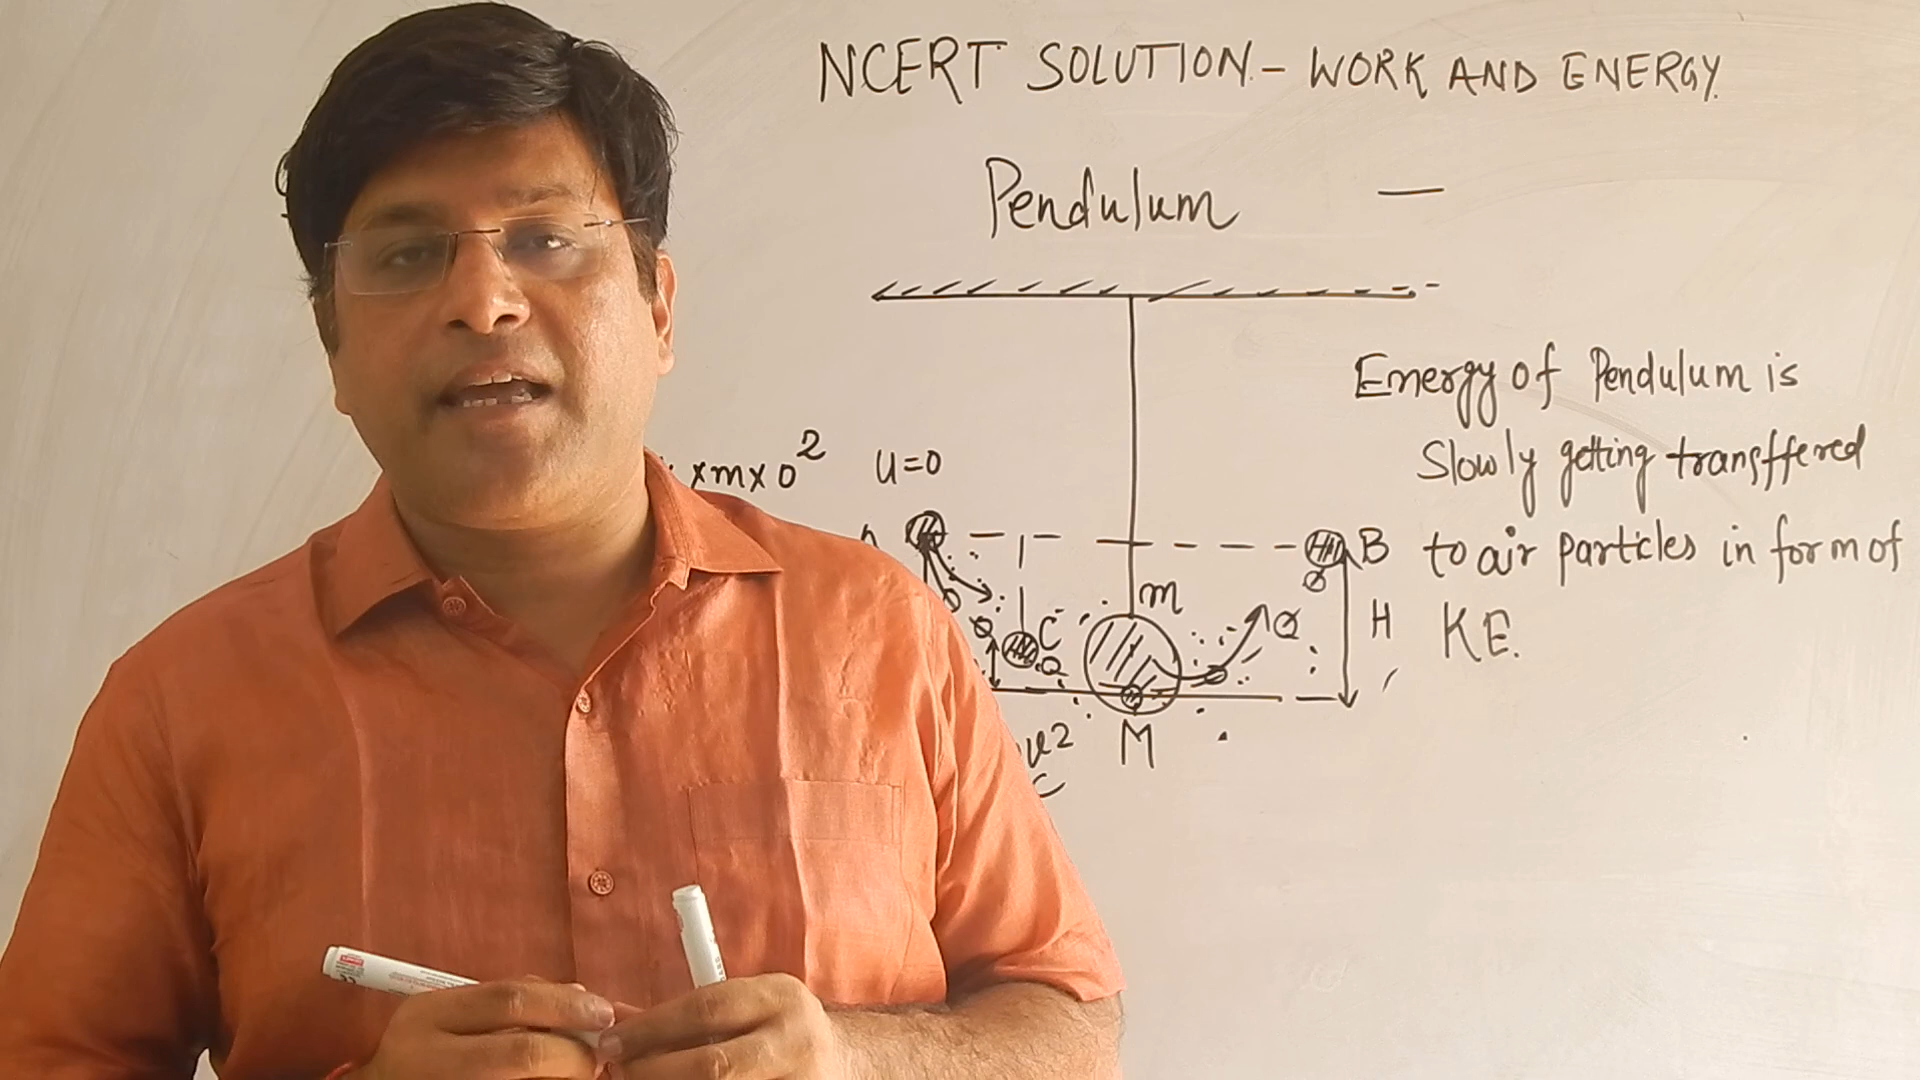 NCERT SOLUTION - WORK AND ENERGY.
Pendulum —
Energy of Pendulum is
Slowly getting transffered
to air particles in form of
KE.
xmx0² u=0
B
m
C
H
M
v²
C